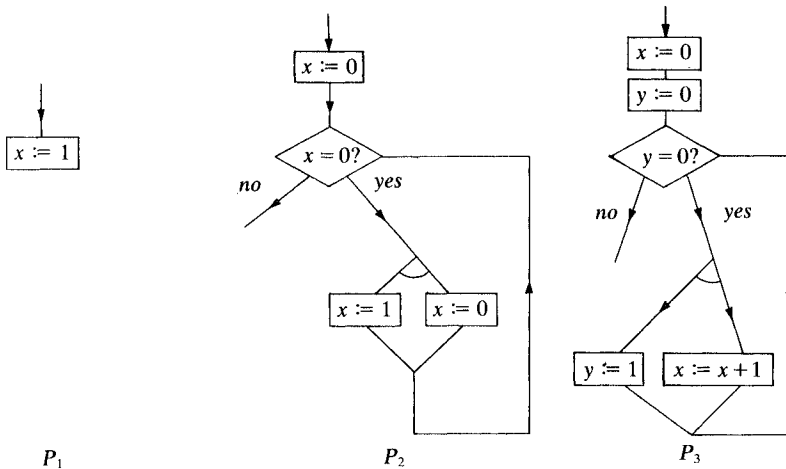 x := 1
P₁
x := 0
x = 0?
no
yes
x := 1
x := 0
P₂
x := 0
y := 0
y = 0?
no
yes
y := 1
x := x+1
P₃